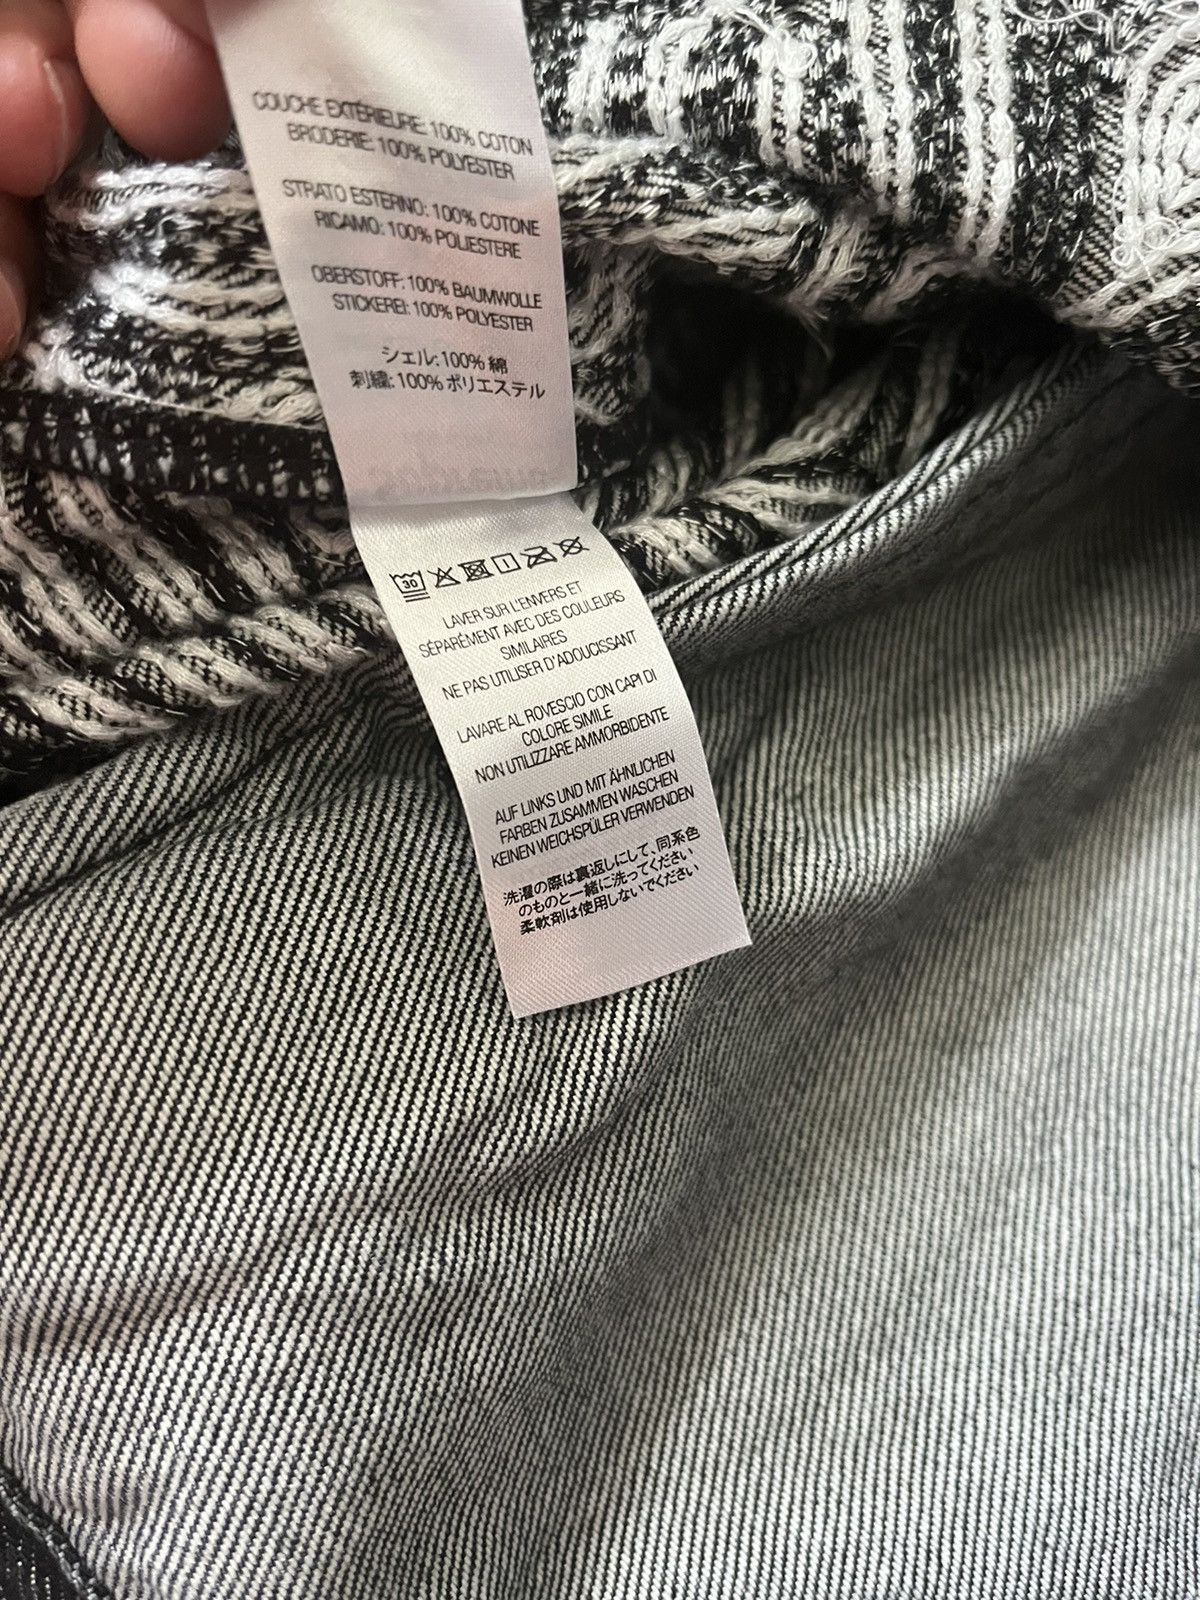 COUCHE EXTÉRIEURE: 100% COTON
BRODERIE: 100% POLYESTER
STRATO ESTERNO: 100% COTONE
RICAMO: 100% POLIESTERE
OBERSTOFF: 100% BAUMWOLLE
STICKEREI: 100% POLYESTER
シェル:100% 綿
刺繍:100% ポリエステル
30
LAVER SUR L'ENVERS ET
SÉPARÉMENT AVEC DES COULEURS
SIMILAIRES
NE PAS UTILISER D'ADOUCISSANT
LAVARE AL ROVESCIO CON CAPI DI
COLORE SIMILE
NON UTILIZZARE AMMORBIDENTE
AUF LINKS UND MIT ÄHNLICHEN
FARBEN ZUSAMMEN WASCHEN
KEINEN WEICHSPÜLER VERWENDEN
洗濯の際は裏返しにして、同系色
のものと一緒に洗ってください
柔軟剤は使用しないでください